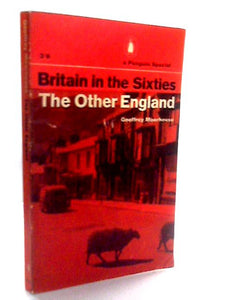 3/6
a Penguin Special
Britain in the Sixties
The Other England
Geoffrey Moorhouse